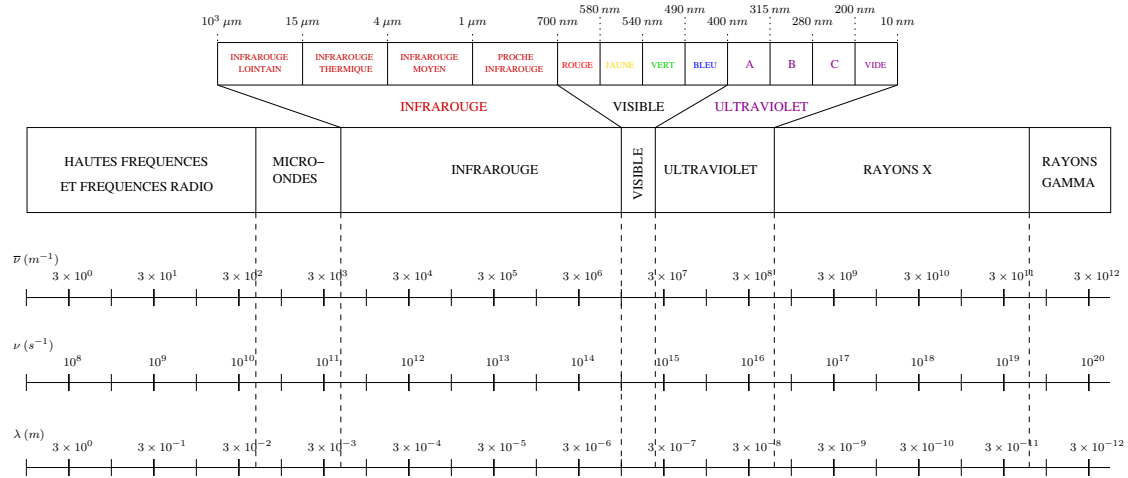 580 nm 490 nm 315 nm 200 nm
10³ μm 15 μm 4 μm 1 μm 700 nm 540 nm 400 nm 280 nm 10 nm
INFRAROUGE LOINTAIN
INFRAROUGE THERMIQUE
INFRAROUGE MOYEN
PROCHE INFRAROUGE
ROUGE JAUNE VERT BLEU A B C VIDE
INFRAROUGE VISIBLE ULTRAVIOLET
HAUTES FREQUENCES
ET FREQUENCES RADIO
MICRO–
ONDES
INFRAROUGE
VISIBLE
ULTRAVIOLET
RAYONS X
RAYONS
GAMMA
ν̅ (m⁻¹)
3 × 10⁰ 3 × 10¹ 3 × 10² 3 × 10³ 3 × 10⁴ 3 × 10⁵ 3 × 10⁶ 3 × 10⁷ 3 × 10⁸ 3 × 10⁹ 3 × 10¹⁰ 3 × 10¹¹ 3 × 10¹²
ν (s⁻¹)
10⁸ 10⁹ 10¹⁰ 10¹¹ 10¹² 10¹³ 10¹⁴ 10¹⁵ 10¹⁶ 10¹⁷ 10¹⁸ 10¹⁹ 10²⁰
λ (m)
3 × 10⁰ 3 × 10⁻¹ 3 × 10⁻² 3 × 10⁻³ 3 × 10⁻⁴ 3 × 10⁻⁵ 3 × 10⁻⁶ 3 × 10⁻⁷ 3 × 10⁻⁸ 3 × 10⁻⁹ 3 × 10⁻¹⁰ 3 × 10⁻¹¹ 3 × 10⁻¹²